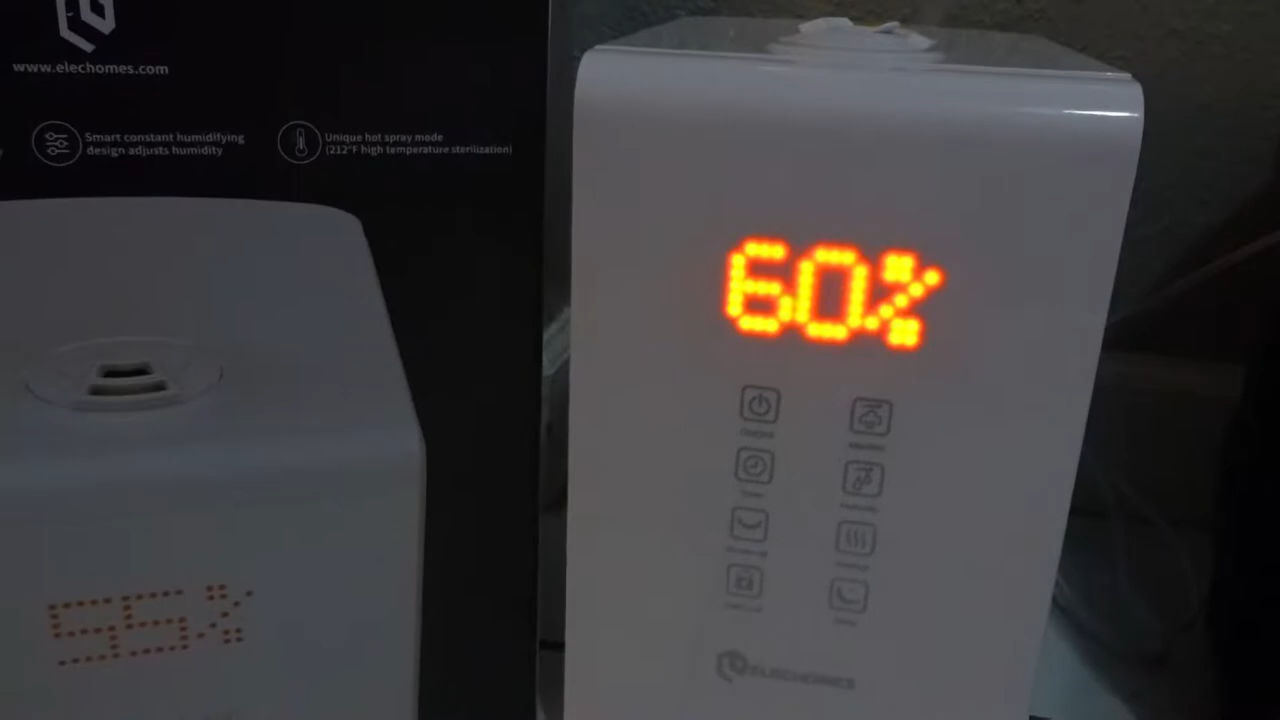 www.elechomes.com
Smart constant humidifying
design adjusts humidity
Unique hot spray mode
(212°F high temperature sterilization)
60%
55%
ELECHOMES